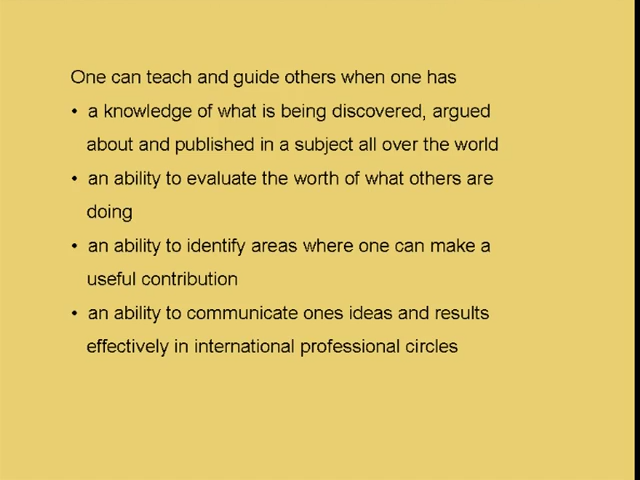 One can teach and guide others when one has
• a knowledge of what is being discovered, argued
about and published in a subject all over the world
• an ability to evaluate the worth of what others are
doing
• an ability to identify areas where one can make a
useful contribution
• an ability to communicate ones ideas and results
effectively in international professional circles